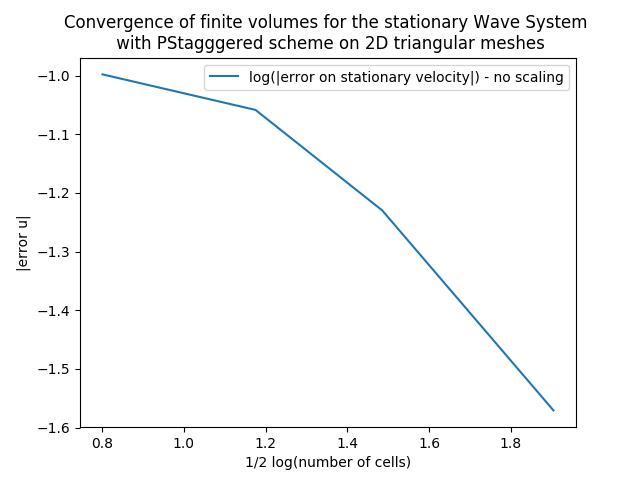 Convergence of finite volumes for the stationary Wave System
with PStagggered scheme on 2D triangular meshes
log(|error on stationary velocity|) - no scaling
|error u|
−1.0
−1.1
−1.2
−1.3
−1.4
−1.5
−1.6
0.8
1.0
1.2
1.4
1.6
1.8
1/2 log(number of cells)